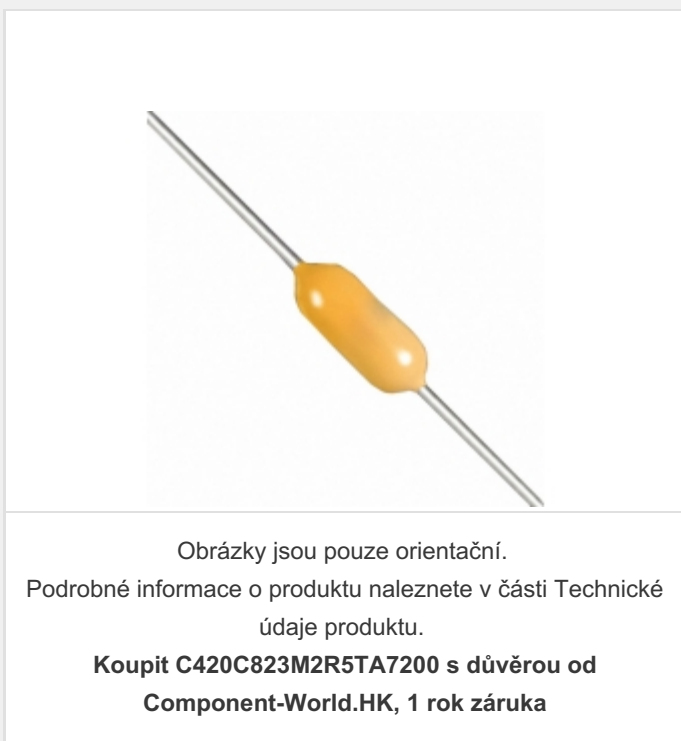 Obrázky jsou pouze orientační.
Podrobné informace o produktu naleznete v části Technické
údaje produktu.
Koupit C420C823M2R5TA7200 s důvěrou od
Component-World.HK, 1 rok záruka